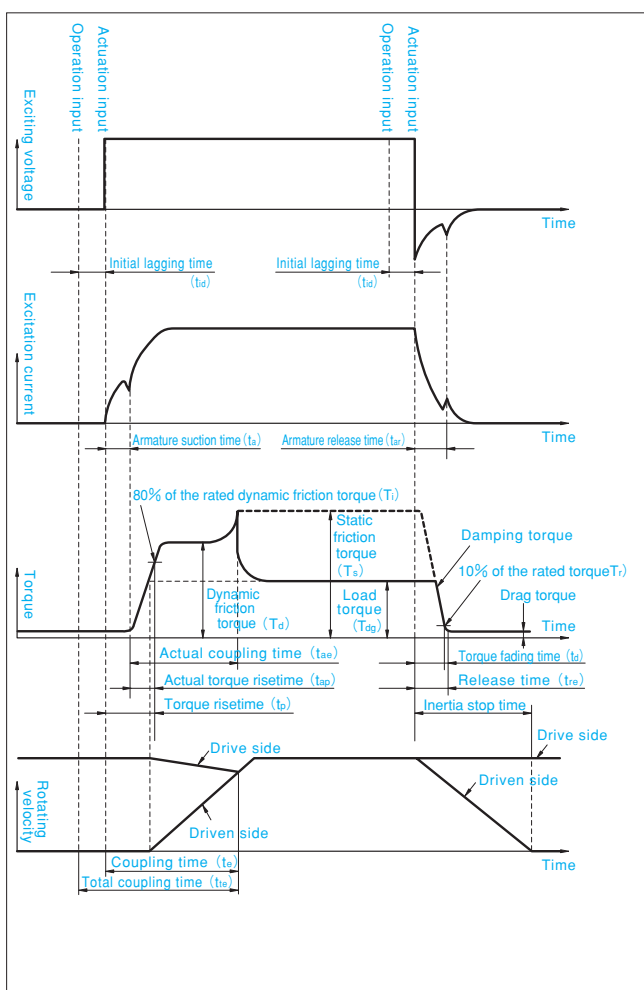 Operation input
Actuation input
Operation input
Actuation input
Exciting voltage
Time
Initial lagging time
(tid)
Initial lagging time
(tid)
Excitation current
Time
Armature suction time (ta)
Armature release time (tar)
80% of the rated dynamic friction torque (Ti)
Static
friction
torque
(Ts)
Damping torque
10% of the rated torqueTr)
Torque
Dynamic
friction
torque (Td)
Load
torque
(Tdg)
Drag torque
Time
Actual coupling time (tae)
Torque fading time (td)
Actual torque risetime (tap)
Release time (tre)
Torque risetime (tp)
Inertia stop time
Drive side
Drive side
Rotating
velocity
Driven side
Driven side
Coupling time (te)
Time
Total coupling time (tte)